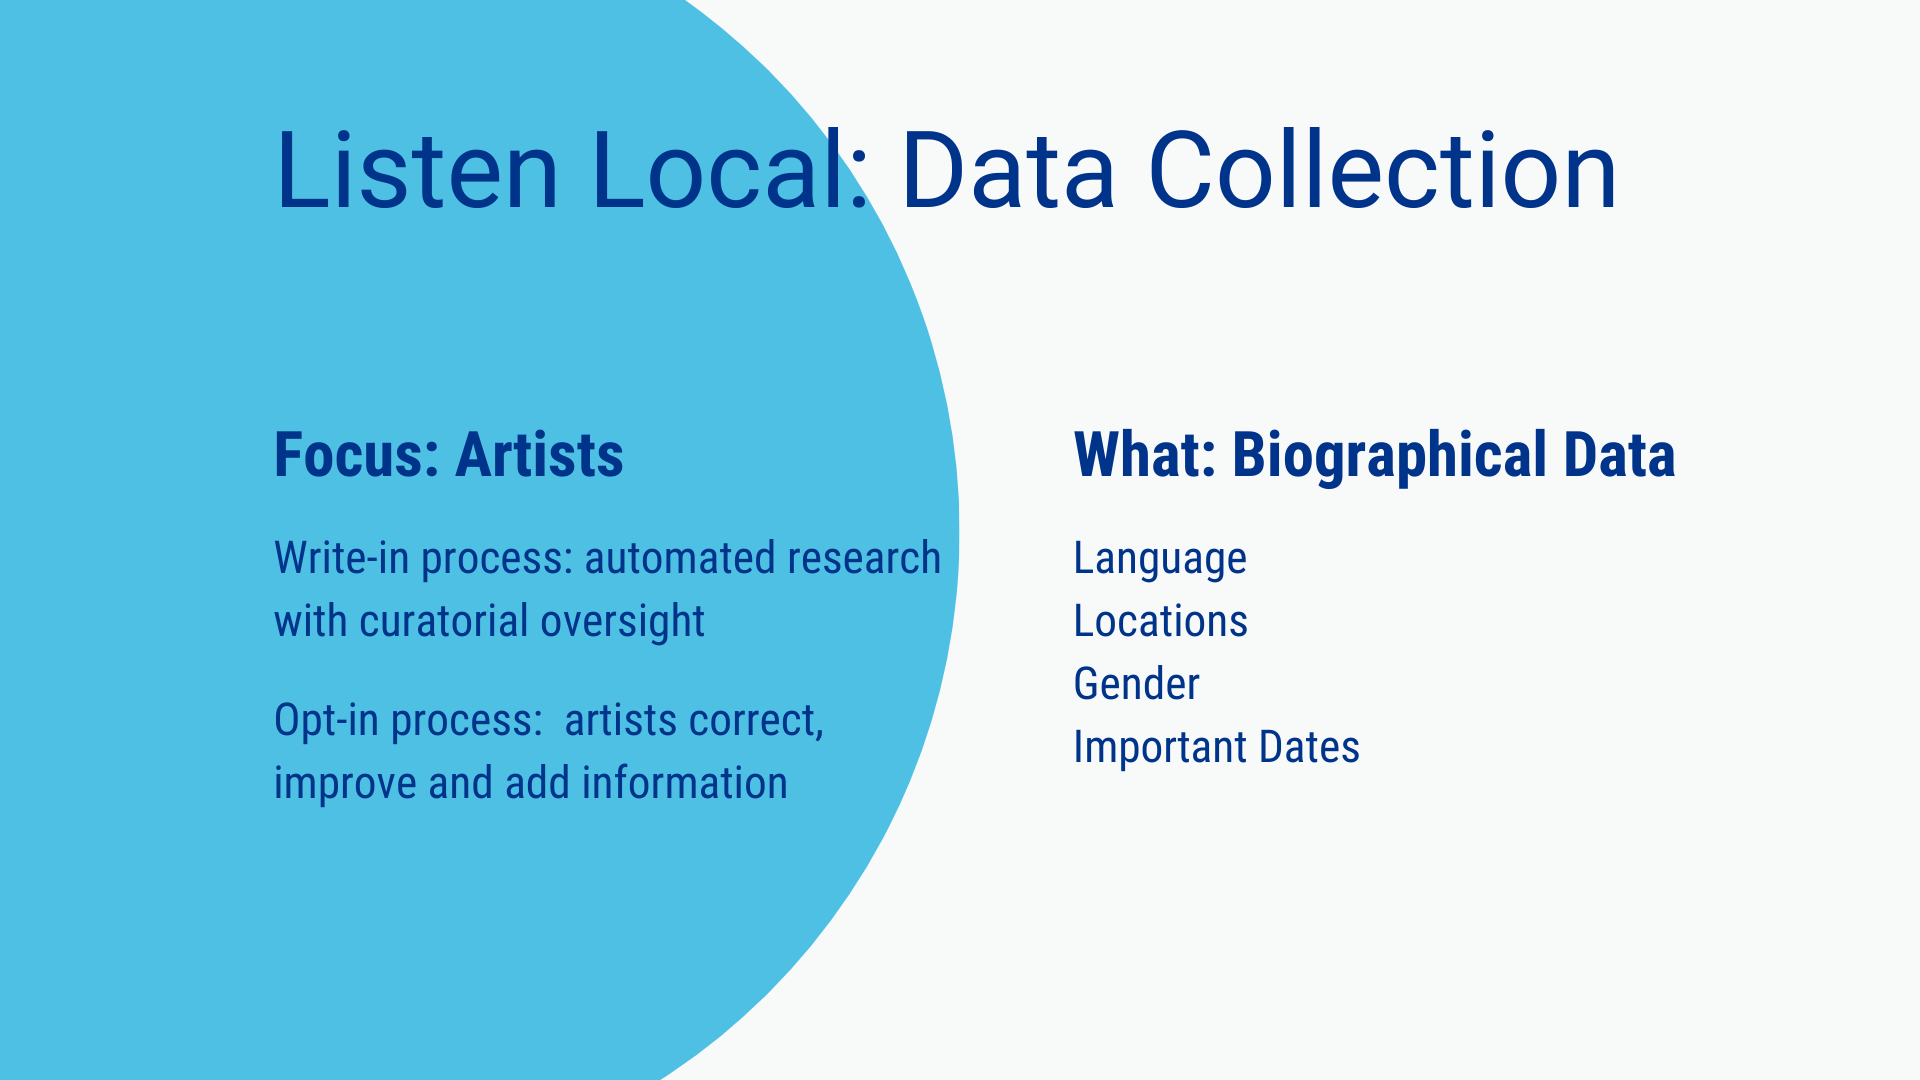 Listen Local: Data Collection
Focus: Artists
Write-in process: automated research
with curatorial oversight
Opt-in process:  artists correct,
improve and add information
What: Biographical Data
Language
Locations
Gender
Important Dates